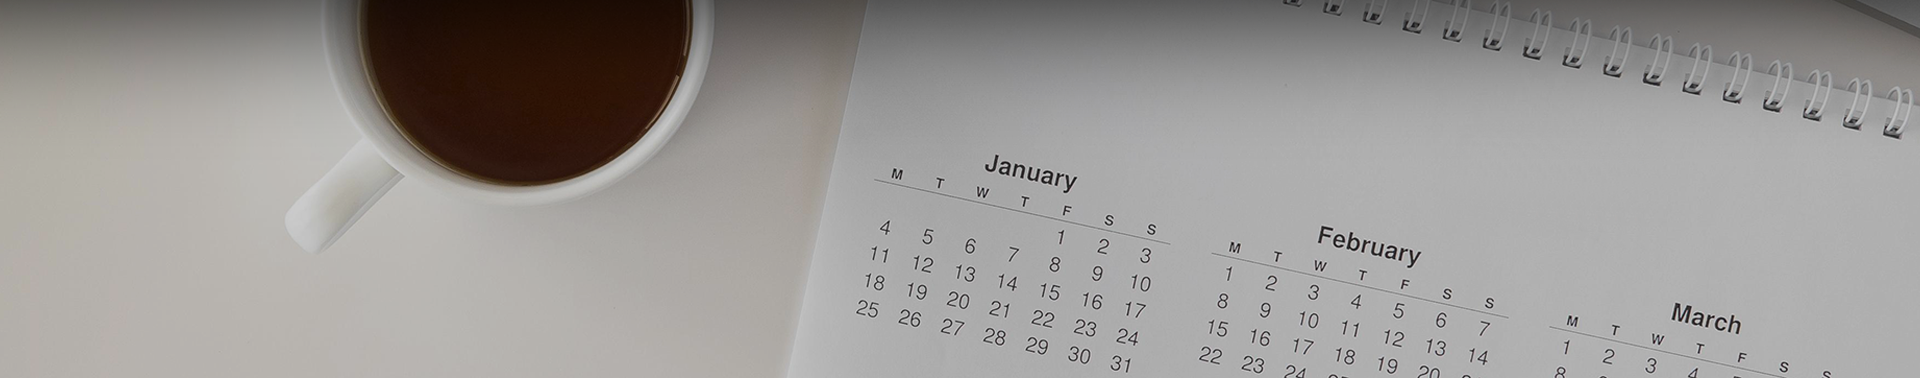 January
M T W T F S S
1 2 3
4 5 6 7 8 9 10
11 12 13 14 15 16 17
18 19 20 21 22 23 24
25 26 27 28 29 30 31
February
M T W T F S S
1 2 3 4 5 6 7
8 9 10 11 12 13 14
15 16 17 18 19 20
22 23 24
March
M T W T F S S
1 2 3 4
8